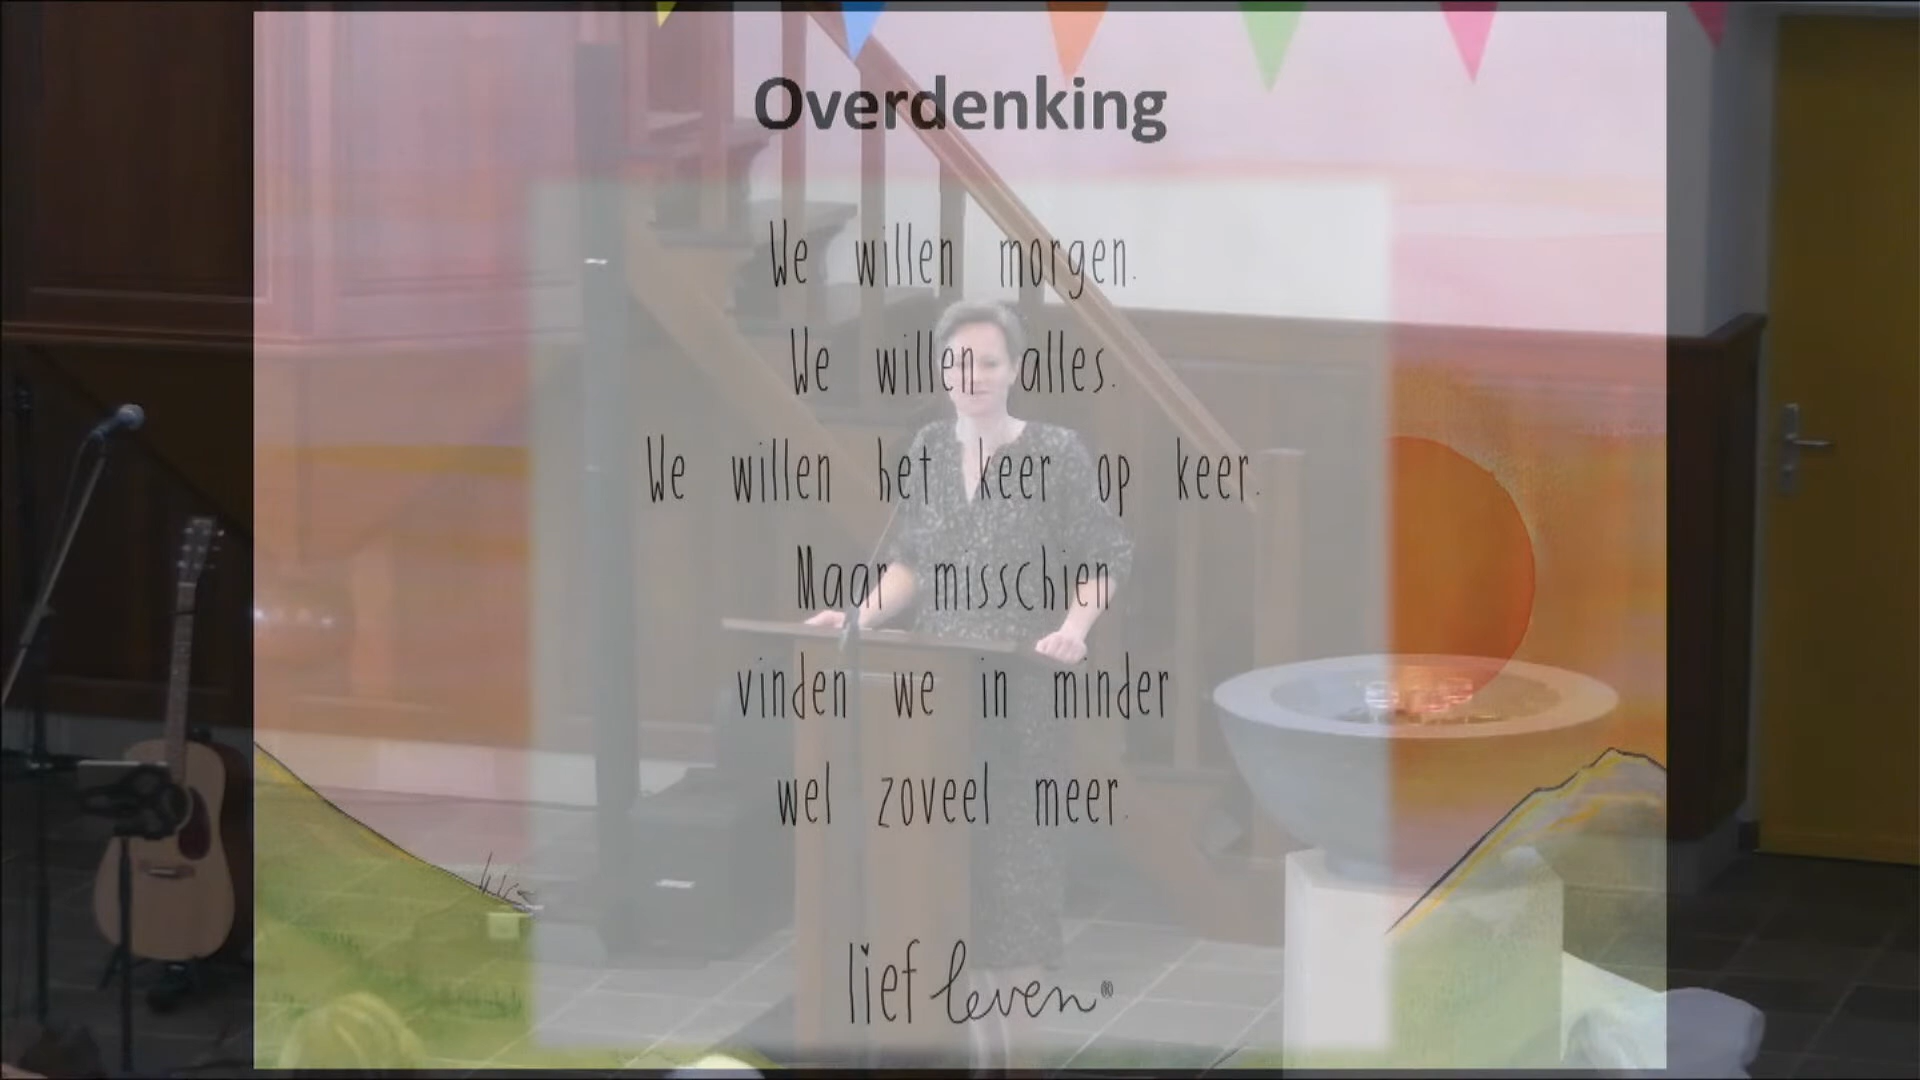 Overdenking
We willen morgen.
We willen alles.
We willen het keer op keer.
Maar misschien
vinden we in minder
wel zoveel meer.
lief leven®